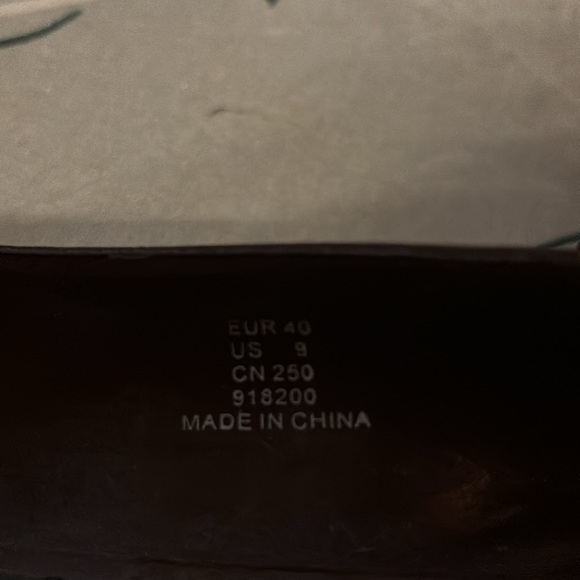 EUR 40
US 9
CN 250
918200
MADE IN CHINA